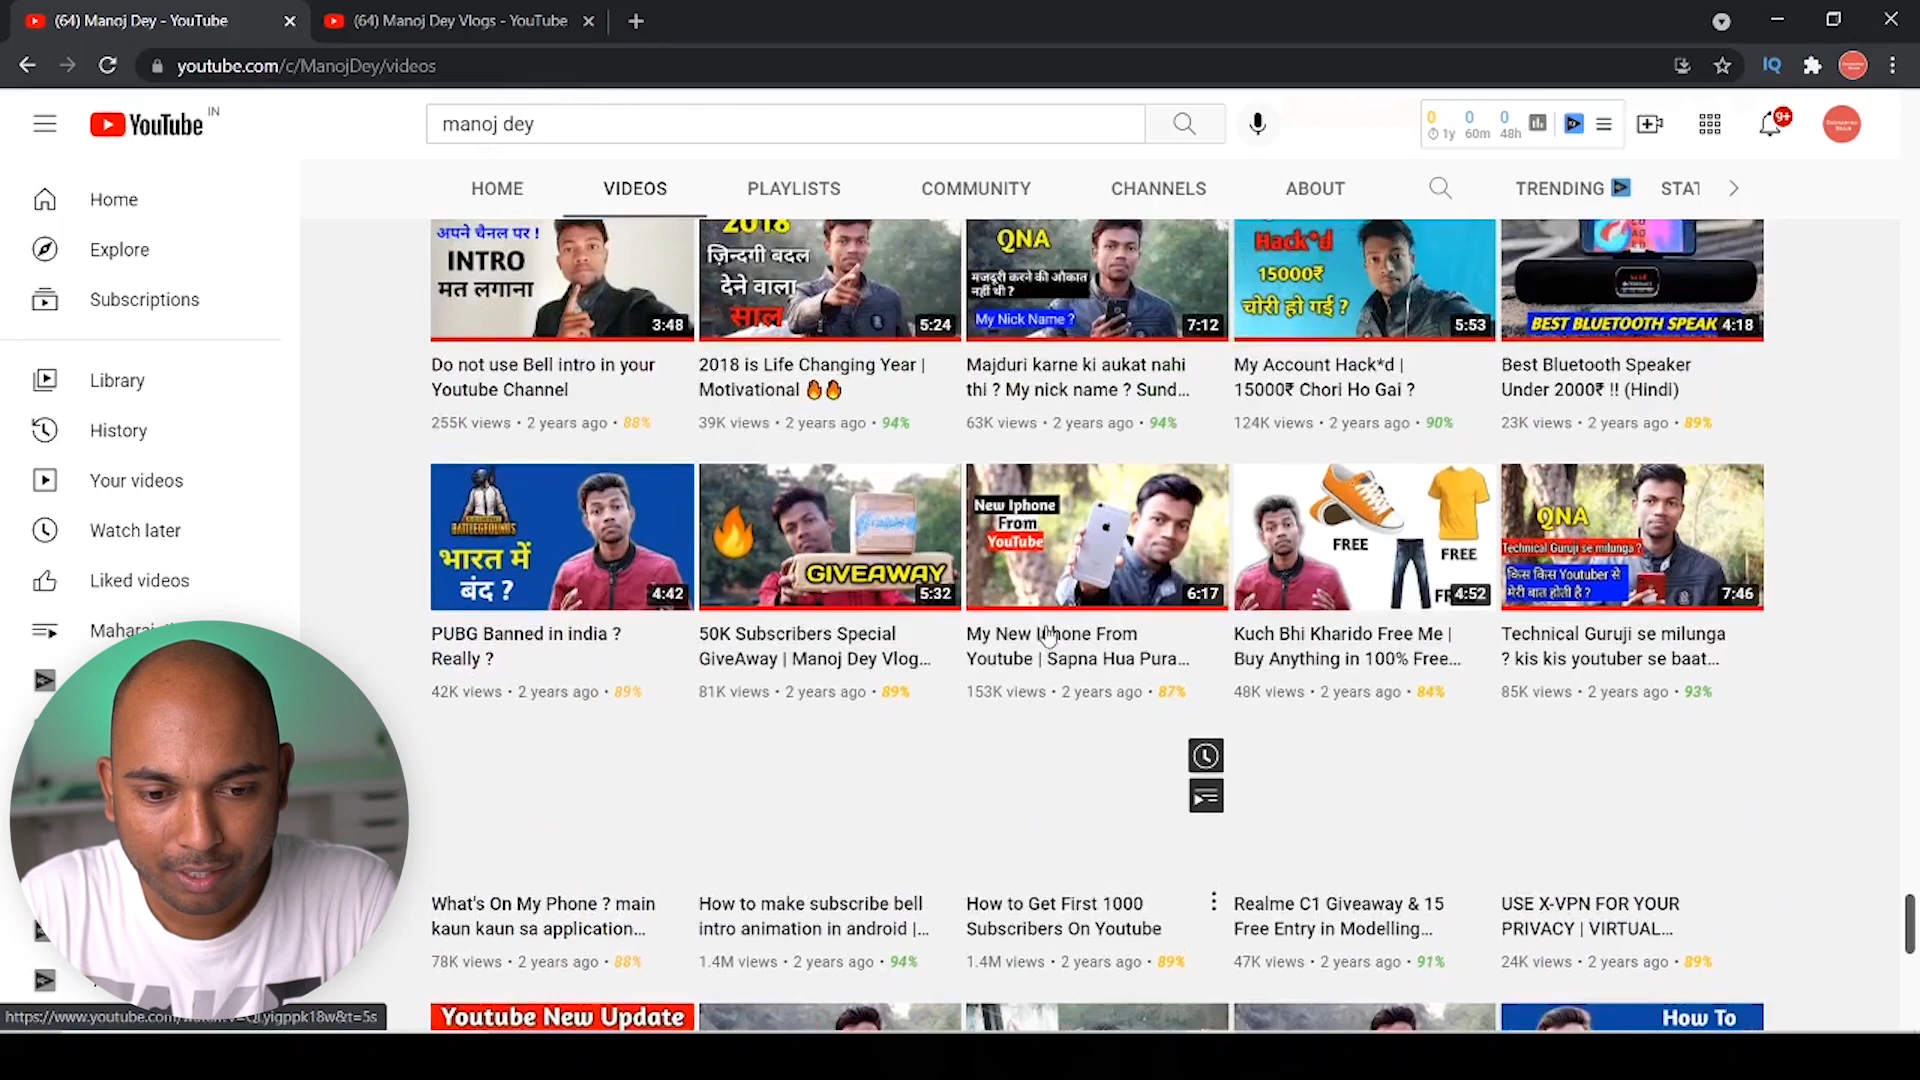 (64) Manoj Dey - YouTube
(64) Manoj Dey Vlogs - YouTube
youtube.com/c/ManojDey/videos
IQ
YouTube IN
manoj dey
0 0 0
1y 60m 48h
9+
Home
Explore
Subscriptions
Library
History
Your videos
Watch later
Liked videos
HOME
VIDEOS
PLAYLISTS
COMMUNITY
CHANNELS
ABOUT
TRENDING
STAT
अपने चैनल पर !
INTRO
मत लगाना
3:48
2018
ज़िन्दगी बदल
देने वाला
साल
5:24
QNA
मजदूरी करने की औकात
नहीं थी ?
My Nick Name ?
7:12
Hack*d
15000₹
चोरी हो गई ?
5:53
BEST BLUETOOTH SPEAK
4:18
Do not use Bell intro in your
Youtube Channel
255K views • 2 years ago • 88%
2018 is Life Changing Year |
Motivational 🔥🔥
39K views • 2 years ago • 94%
Majduri karne ki aukat nahi
thi ? My nick name ? Sund...
63K views • 2 years ago • 94%
My Account Hack*d |
15000₹ Chori Ho Gai ?
124K views • 2 years ago • 90%
Best Bluetooth Speaker
Under 2000₹ !! (Hindi)
23K views • 2 years ago • 89%
BATTLEGROUNDS
भारत में
बंद ?
4:42
GIVEAWAY
5:32
New Iphone
From
YouTube
6:17
FREE
FREE
4:52
QNA
Technical Guruji se milunga ?
किस किस Youtuber से
मेरी बात होती है ?
7:46
PUBG Banned in india ?
Really ?
42K views • 2 years ago • 89%
50K Subscribers Special
GiveAway | Manoj Dey Vlog...
81K views • 2 years ago • 89%
My New Iphone From
Youtube | Sapna Hua Pura...
153K views • 2 years ago • 87%
Kuch Bhi Kharido Free Me |
Buy Anything in 100% Free...
48K views • 2 years ago • 84%
Technical Guruji se milunga
? kis kis youtuber se baat...
85K views • 2 years ago • 93%
What's On My Phone ? main
kaun kaun sa application...
78K views • 2 years ago • 88%
How to make subscribe bell
intro animation in android |...
1.4M views • 2 years ago • 94%
How to Get First 1000
Subscribers On Youtube
1.4M views • 2 years ago • 89%
Realme C1 Giveaway & 15
Free Entry in Modelling...
47K views • 2 years ago • 91%
USE X-VPN FOR YOUR
PRIVACY | VIRTUAL...
24K views • 2 years ago • 89%
Youtube New Update
How To